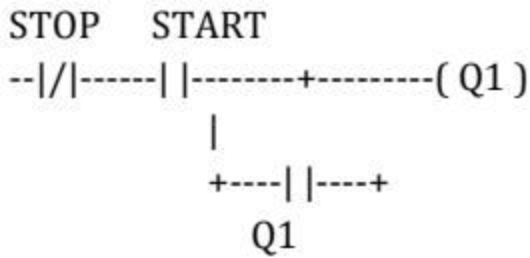 STOP START
--|/|------| |--------+---------( Q1 )
|
+----| |----+
Q1